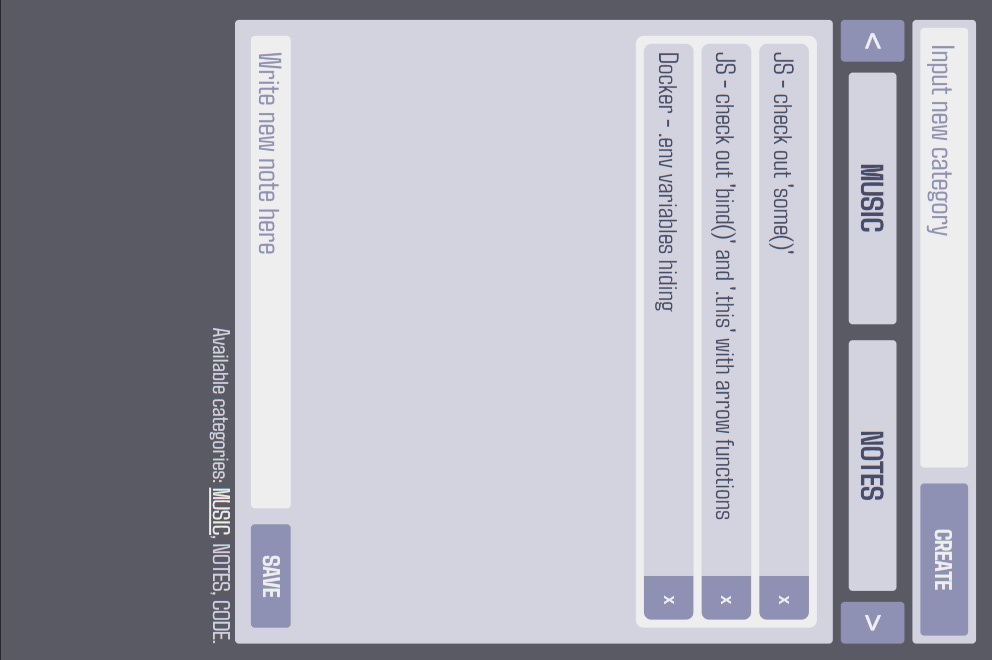 Input new category
CREATE
<
MUSIC
NOTES
>
JS - check out 'some()'
x
JS - check out 'bind()' and '.this' with arrow functions
x
Docker - .env variables hiding
x
Write new note here
SAVE
Available categories: MUSIC, NOTES, CODE.